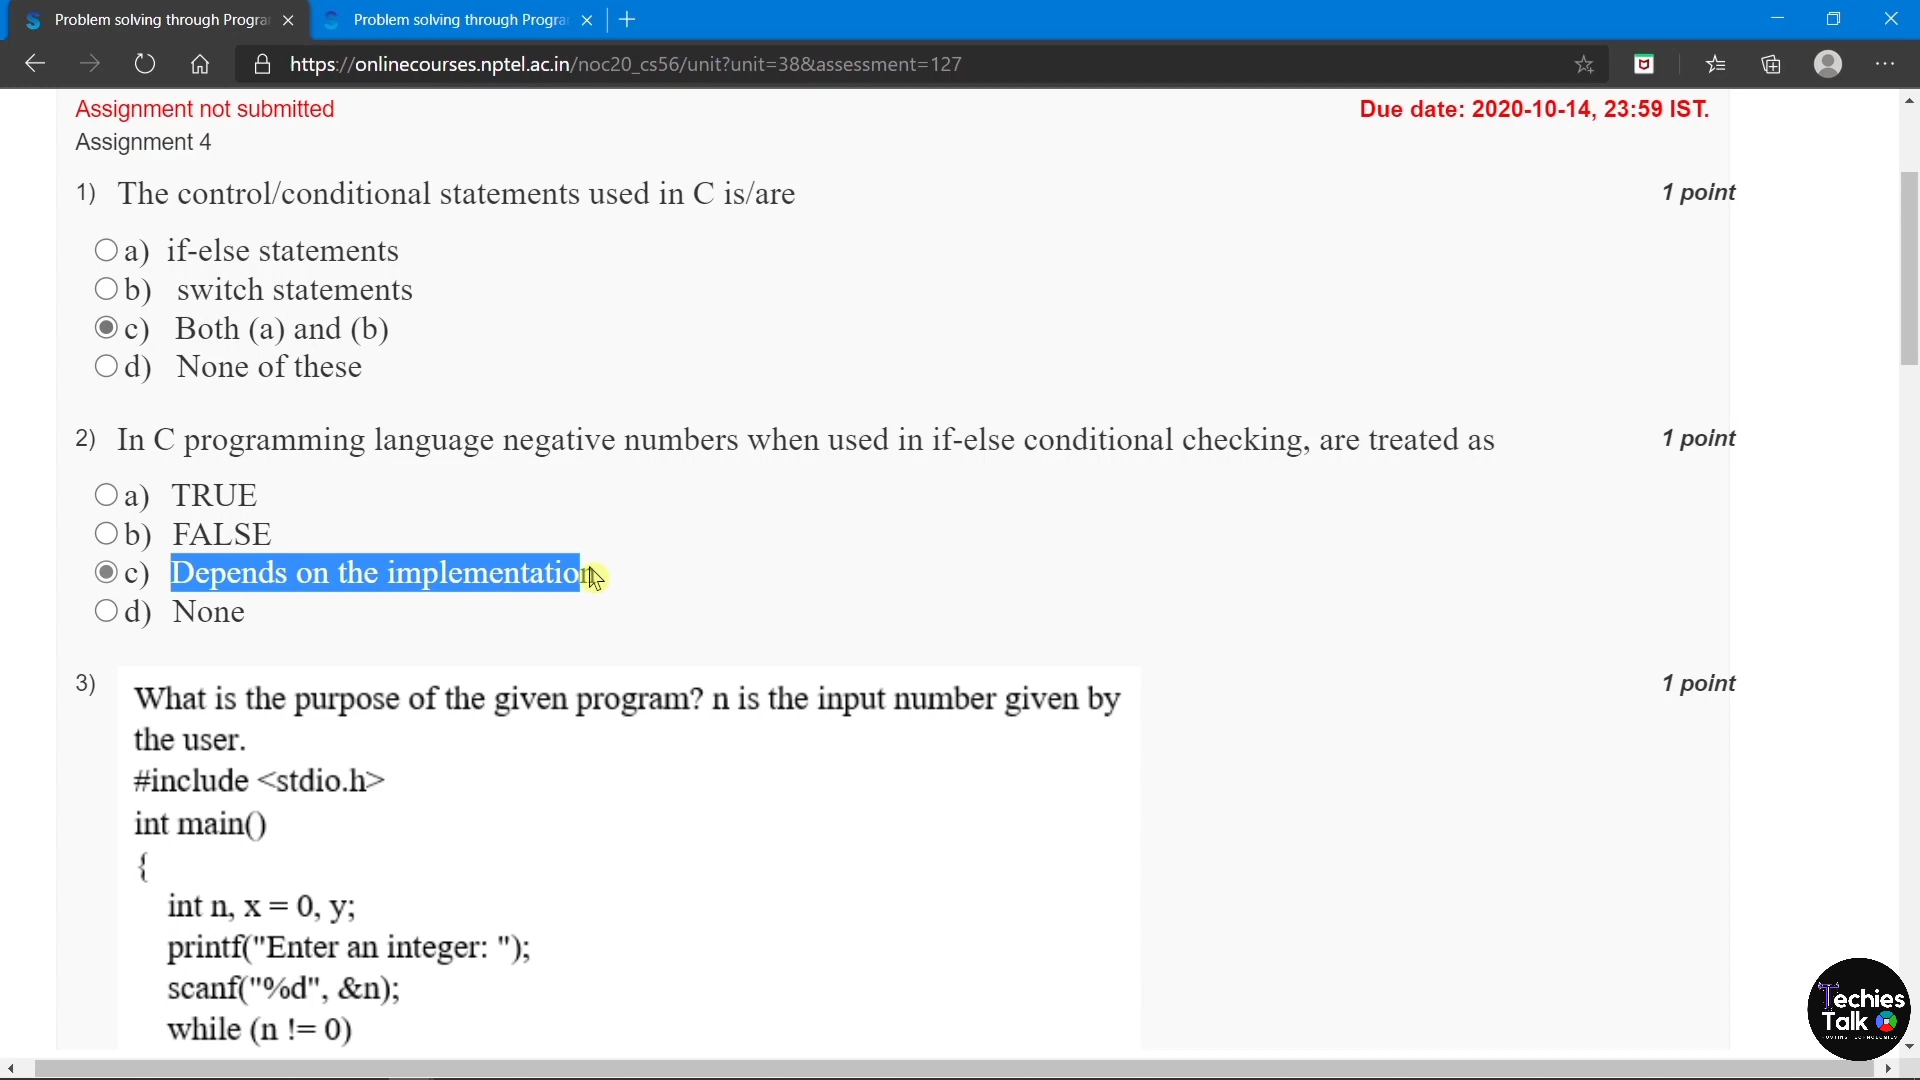 Problem solving through Progra
Problem solving through Progra
https://onlinecourses.nptel.ac.in/noc20_cs56/unit?unit=38&assessment=127
Assignment not submitted
Due date: 2020-10-14, 23:59 IST.
Assignment 4
1) The control/conditional statements used in C is/are
1 point
a) if-else statements
b) switch statements
c) Both (a) and (b)
d) None of these
2) In C programming language negative numbers when used in if-else conditional checking, are treated as
1 point
a) TRUE
b) FALSE
c) Depends on the implementation
d) None
3) What is the purpose of the given program? n is the input number given by
1 point
the user.
#include <stdio.h>
int main()
{
int n, x = 0, y;
printf("Enter an integer: ");
scanf("%d", &n);
while (n != 0)
Techies
Talk